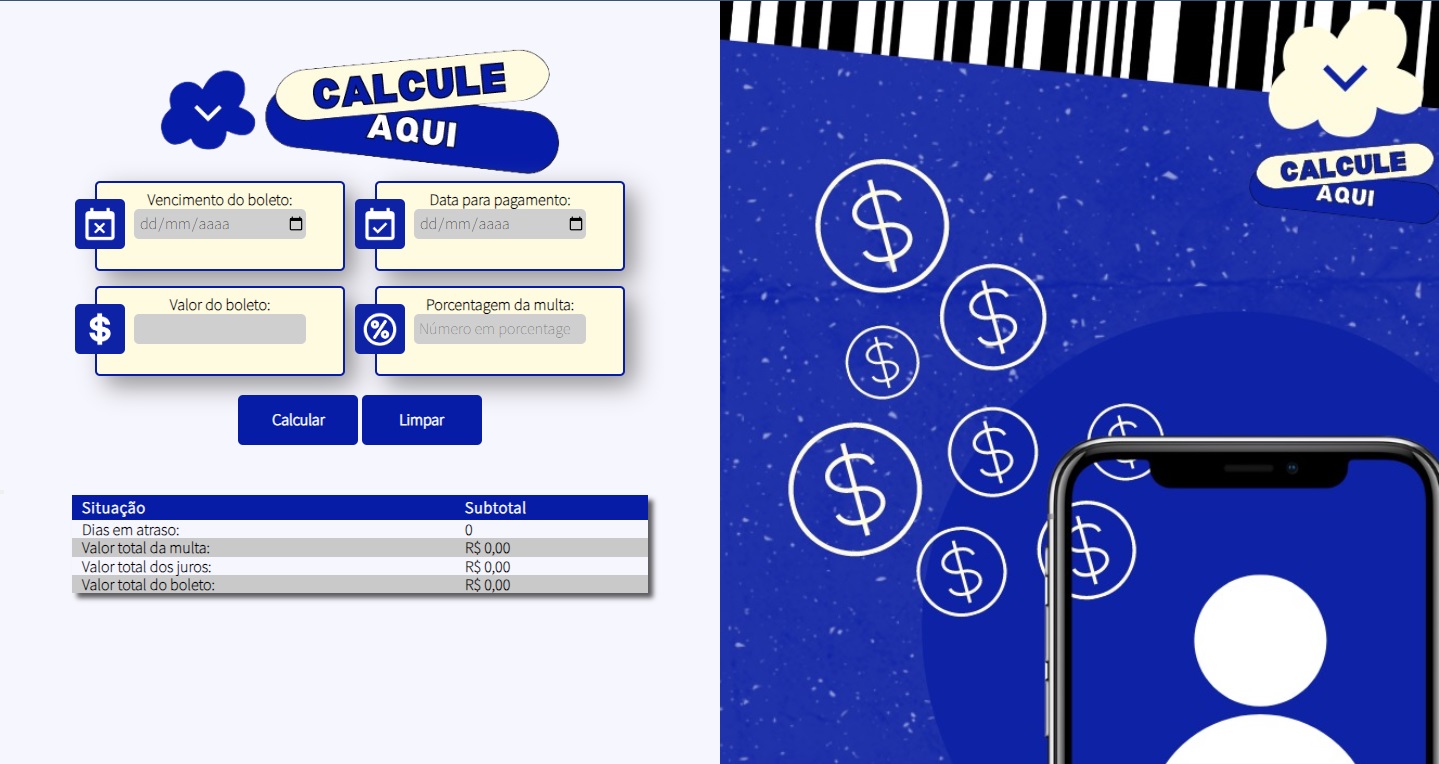 CALCULE
AQUI
Vencimento do boleto:
dd/mm/aaaa
Data para pagamento:
dd/mm/aaaa
Valor do boleto:
$
Porcentagem da multa:
%
Número em porcentage
Calcular
Limpar
Situação Subtotal
Dias em atraso: 0
Valor total da multa: R$ 0,00
Valor total dos juros: R$ 0,00
Valor total do boleto: R$ 0,00
CALCULE
AQUI
$
$
$
$
$
$
$
$